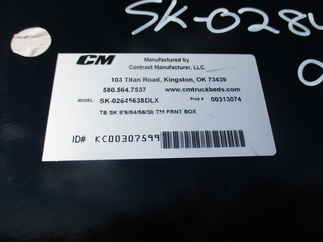 SK-028
CM
Manufactured by
Contract Manufacturer, LLC.
103 Titan Road, Kingston, OK 73439
580.564.7537 www.cmtruckbeds.com
MODEL SK-02845638DLX Prod # 00313074
TB SK 8'6/84/56/38 TM FRNT BOX
ID# KC00307599